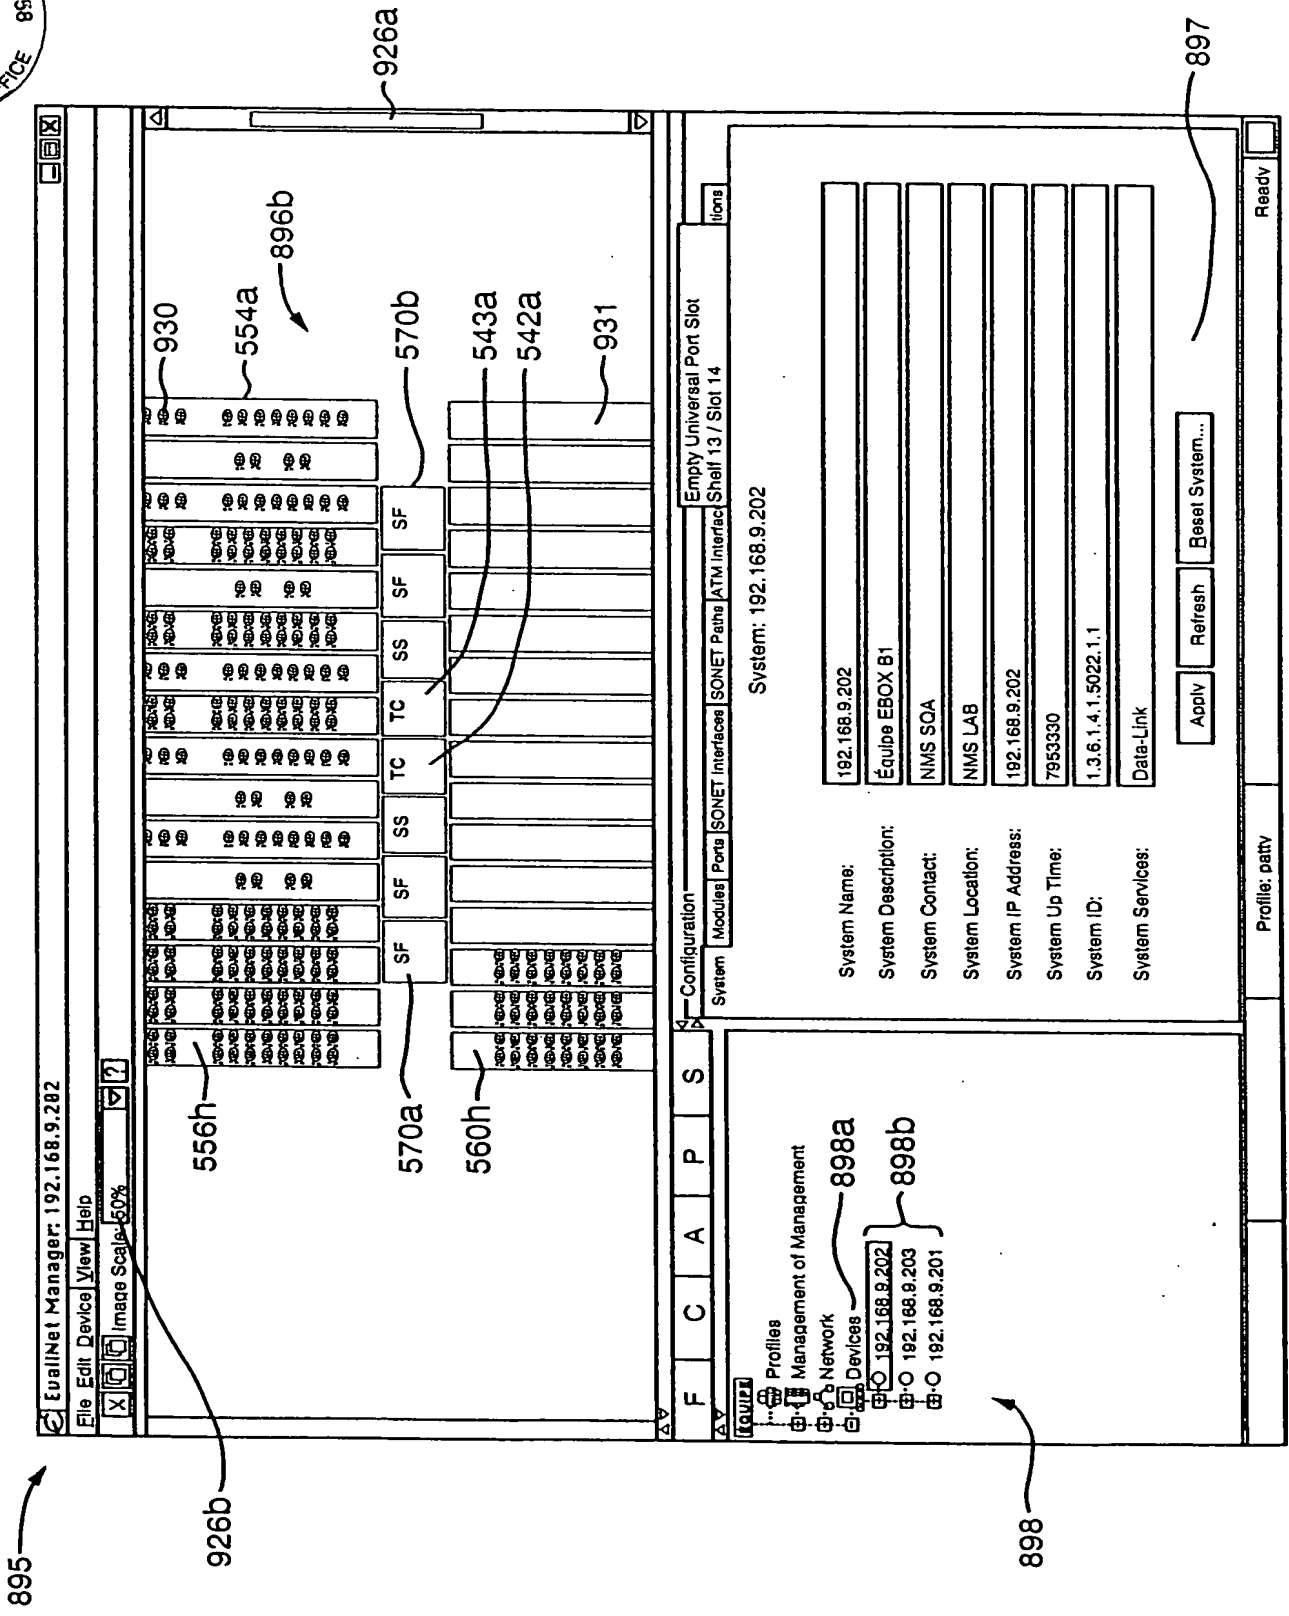 FICE 58
895
EvaliNet Manager: 192.168.9.202
File Edit Device View Help
X Image Scale: 50% ?
926b
926a
930
554a
896b
556h
SF SF SS TC TC SS SF SF
570a
570b
543a
542a
560h
931
F C A P S
EQUIPE
Profiles
Management of Management
Network
Devices
192.168.9.202
192.168.9.203
192.168.9.201
898a
898b
898
Configuration
Empty Universal Port Slot
Shelf 13 / Slot 14
System Modules Ports SONET Interfaces SONET Paths ATM Interfac tions
System: 192.168.9.202
System Name: 192.168.9.202
System Description: Équipe EBOX B1
System Contact: NMS SQA
System Location: NMS LAB
System IP Address: 192.168.9.202
System Up Time: 7953330
System ID: 1.3.6.1.4.1.5022.1.1
System Services: Data-Link
Apply Refresh Reset System...
897
Profile: patty
Ready